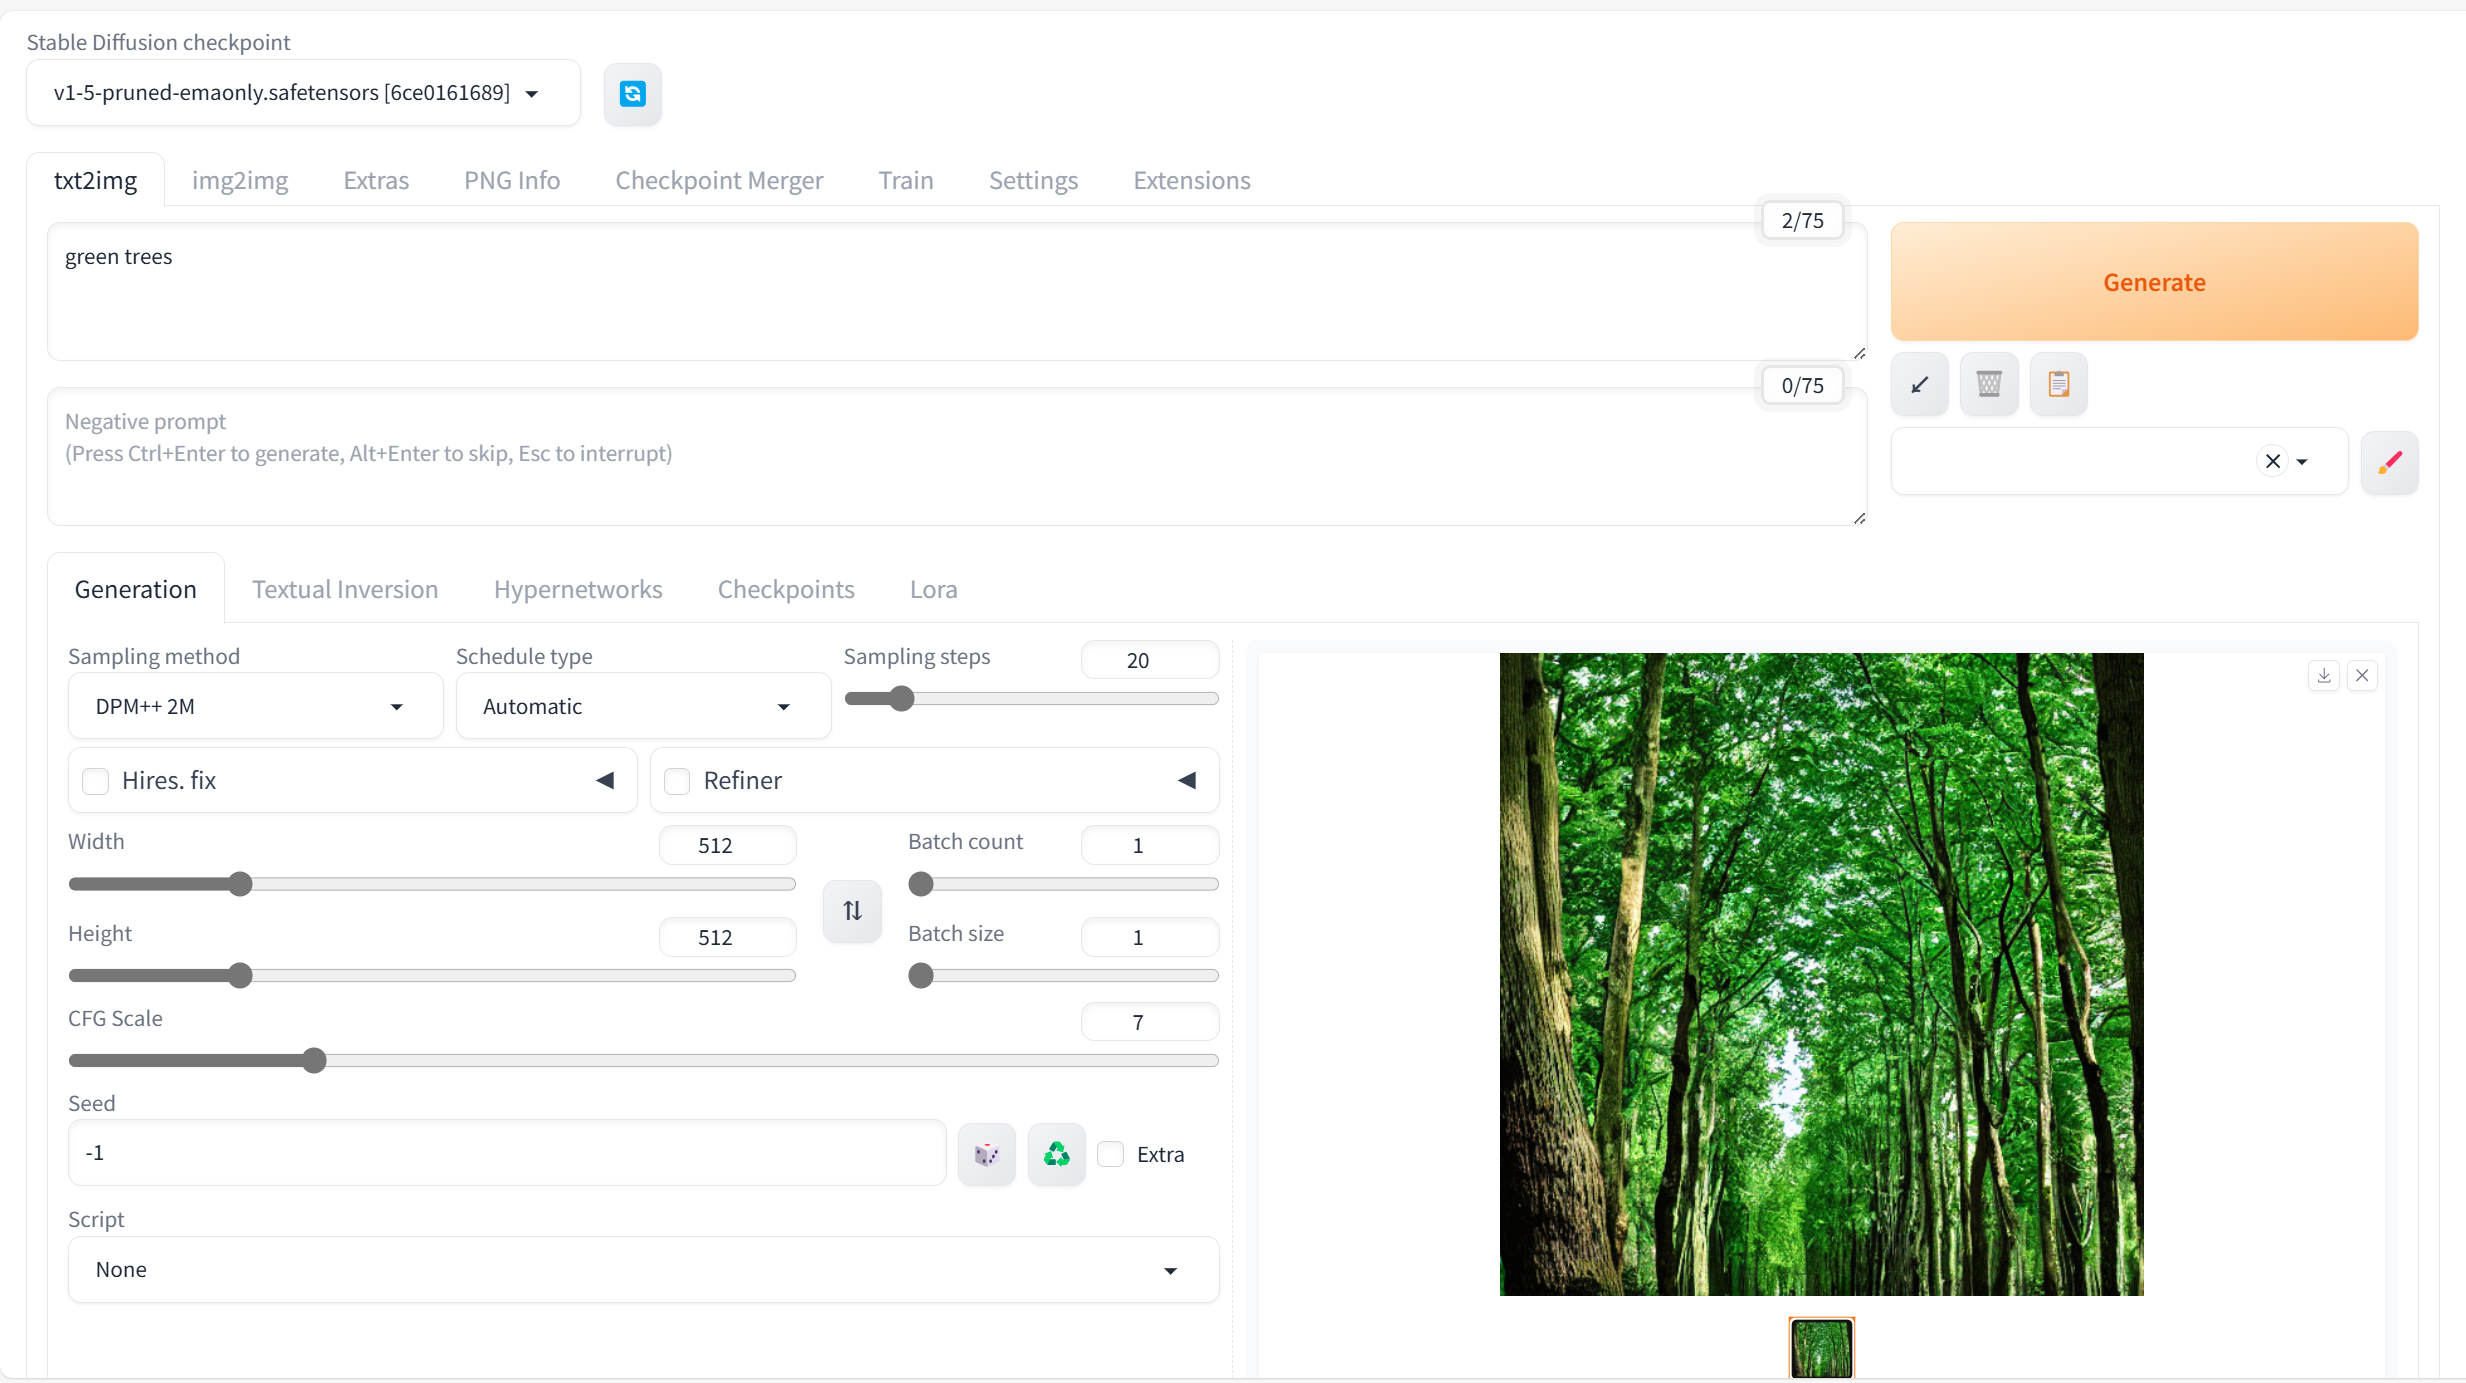 Stable Diffusion checkpoint
v1-5-pruned-emaonly.safetensors [6ce0161689]
txt2img img2img Extras PNG Info Checkpoint Merger Train Settings Extensions
2/75
green trees
Generate
0/75
Negative prompt
(Press Ctrl+Enter to generate, Alt+Enter to skip, Esc to interrupt)
Generation Textual Inversion Hypernetworks Checkpoints Lora
Sampling method Schedule type Sampling steps 20
DPM++ 2M Automatic
Hires. fix Refiner
Width 512 Batch count 1
Height 512 Batch size 1
CFG Scale 7
Seed
-1
Extra
Script
None